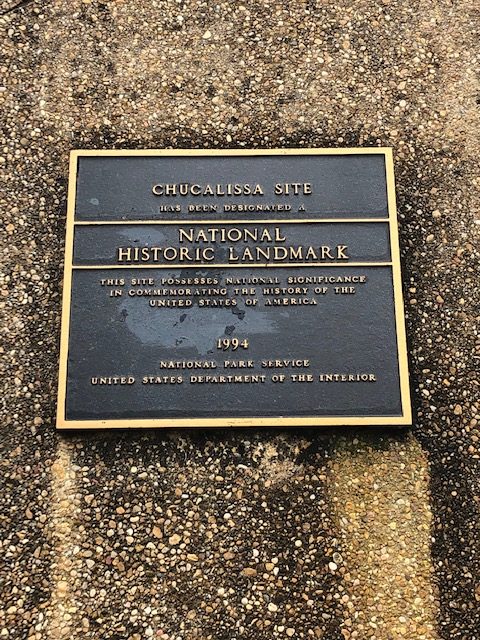 CHUCALISSA SITE
HAS BEEN DESIGNATED A
NATIONAL
HISTORIC LANDMARK
THIS SITE POSSESSES NATIONAL SIGNIFICANCE
IN COMMEMORATING THE HISTORY OF THE
UNITED STATES OF AMERICA
1994
NATIONAL PARK SERVICE
UNITED STATES DEPARTMENT OF THE INTERIOR